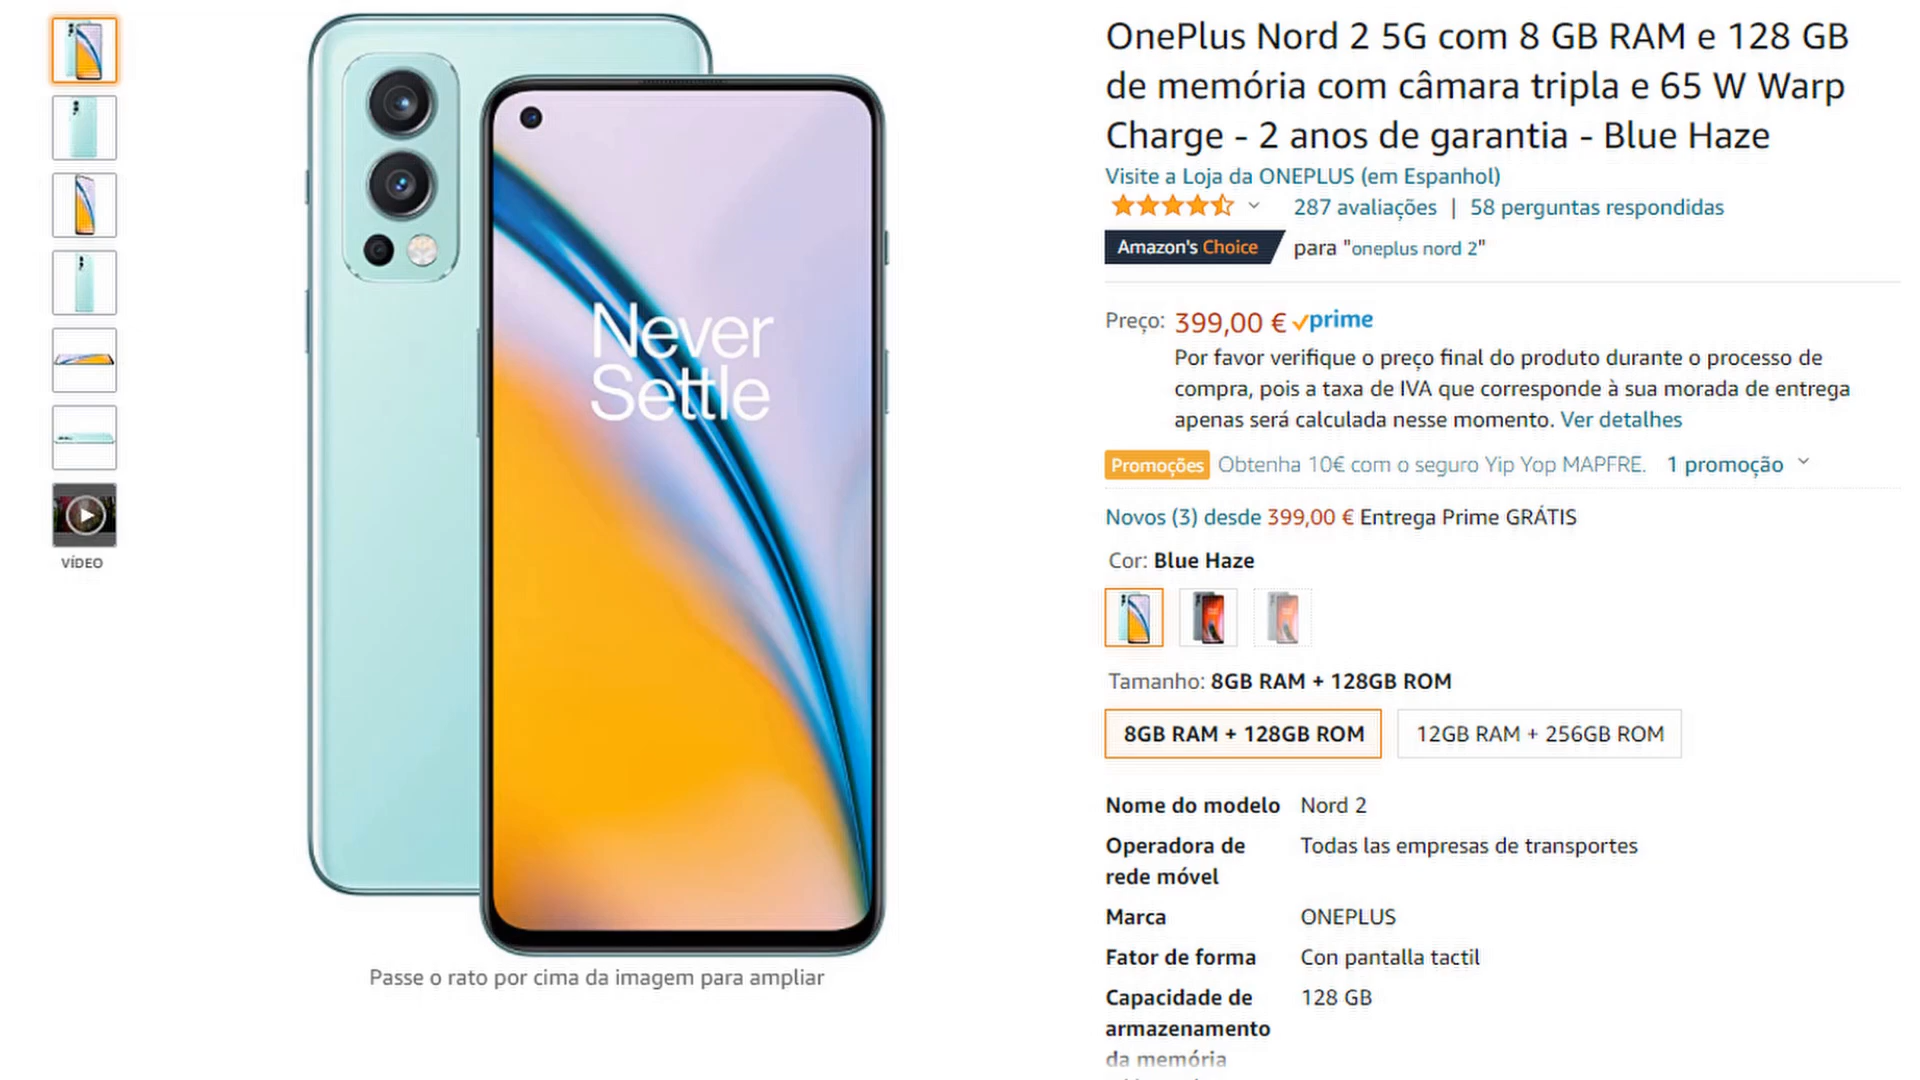 OnePlus Nord 2 5G com 8 GB RAM e 128 GB
de memória com câmara tripla e 65 W Warp
Charge - 2 anos de garantia - Blue Haze
Visite a Loja da ONEPLUS (em Espanhol)
287 avaliações | 58 perguntas respondidas
Amazon's Choice para "oneplus nord 2"
Preço: 399,00 € prime
Por favor verifique o preço final do produto durante o processo de
compra, pois a taxa de IVA que corresponde à sua morada de entrega
apenas será calculada nesse momento. Ver detalhes
Promoções Obtenha 10€ com o seguro Yip Yop MAPFRE. 1 promoção
Novos (3) desde 399,00 € Entrega Prime GRÁTIS
Cor: Blue Haze
Tamanho: 8GB RAM + 128GB ROM
8GB RAM + 128GB ROM 12GB RAM + 256GB ROM
Nome do modelo Nord 2
Operadora de Todas las empresas de transportes
rede móvel
Marca ONEPLUS
Fator de forma Con pantalla tactil
Capacidade de 128 GB
armazenamento
da memória
Never
Settle
VÍDEO
Passe o rato por cima da imagem para ampliar